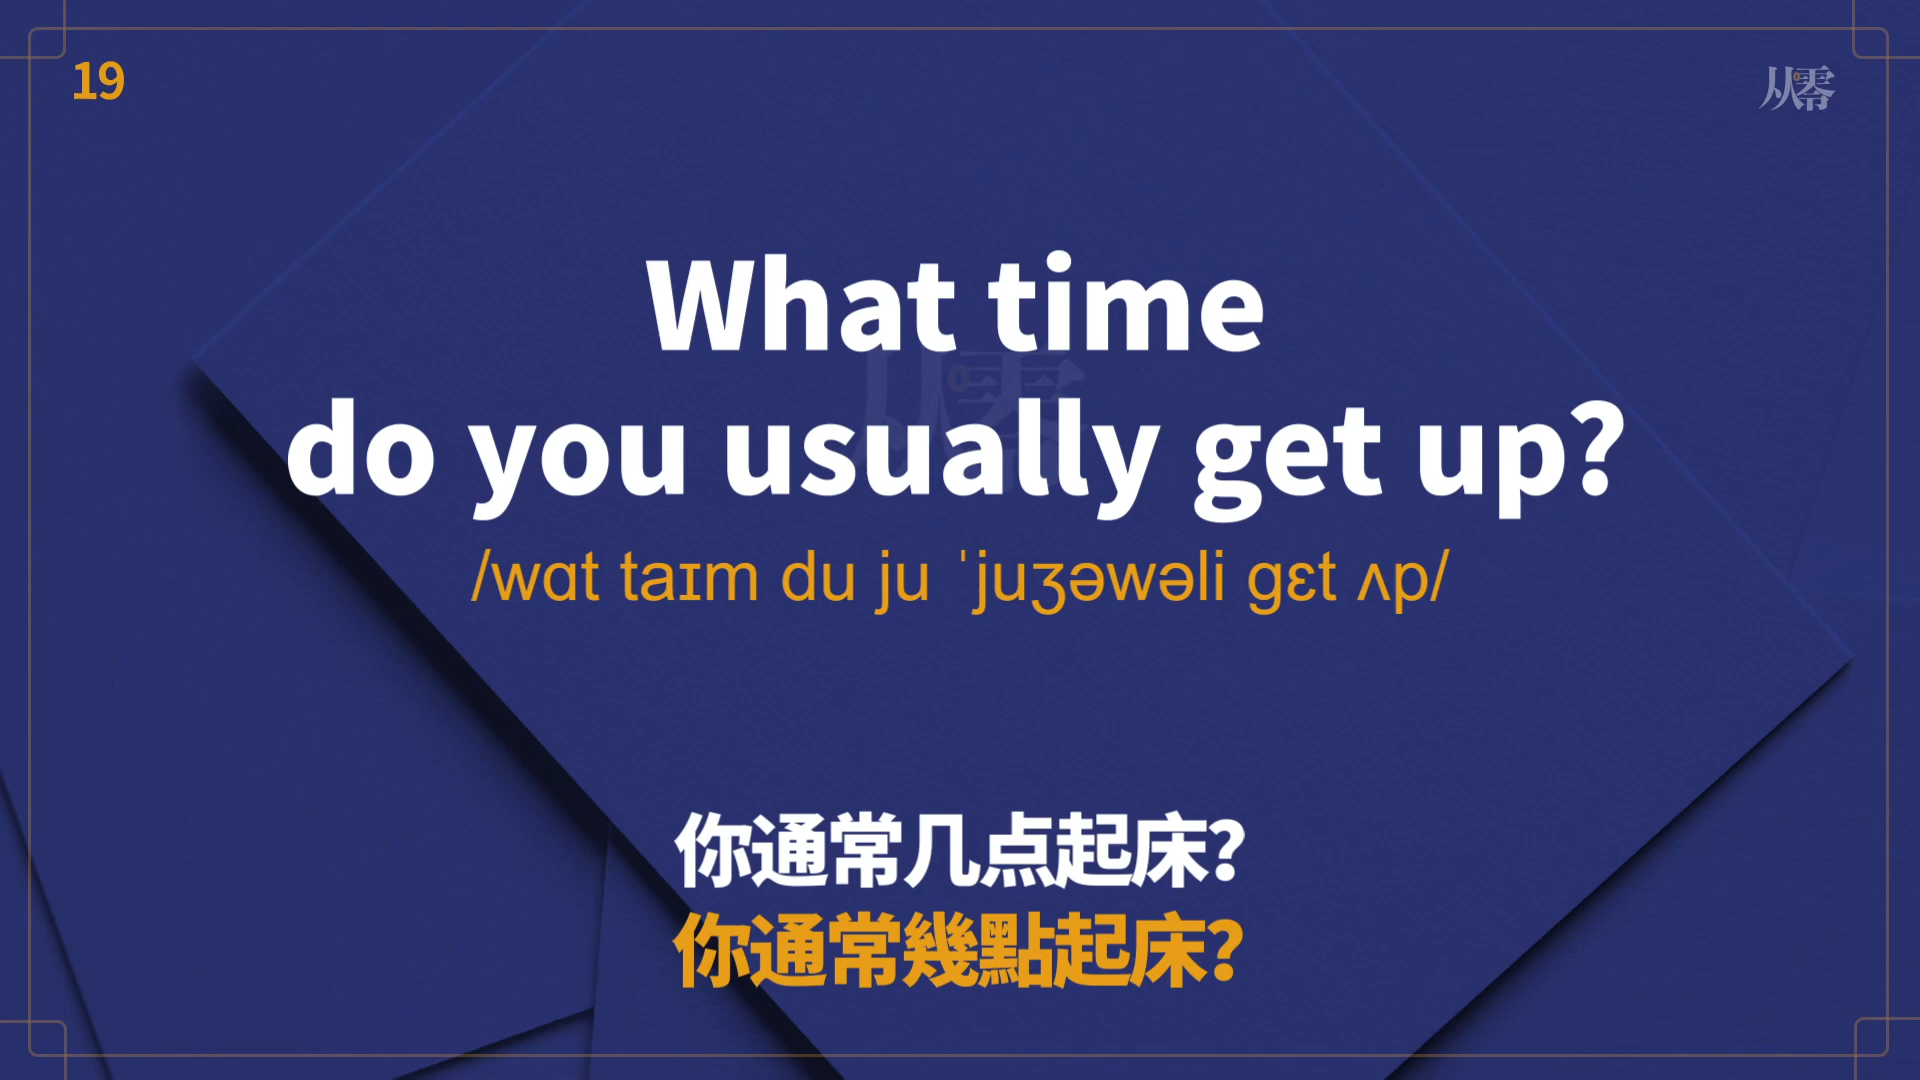 19
从零
What time
do you usually get up?
/wɑt taɪm du ju ˈjuʒəwəli gɛt ʌp/
你通常几点起床?
你通常幾點起床?